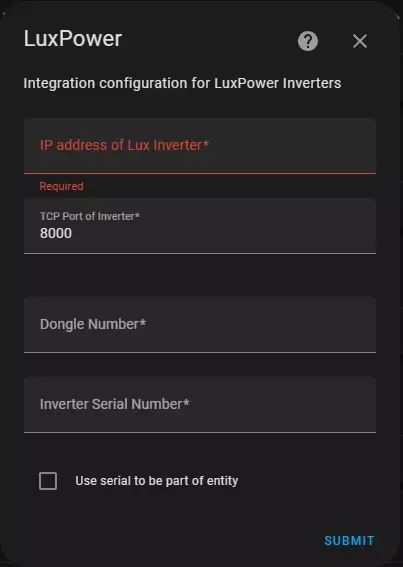 LuxPower
Integration configuration for LuxPower Inverters
IP address of Lux Inverter*
Required
TCP Port of Inverter*
8000
Dongle Number*
Inverter Serial Number*
Use serial to be part of entity
SUBMIT